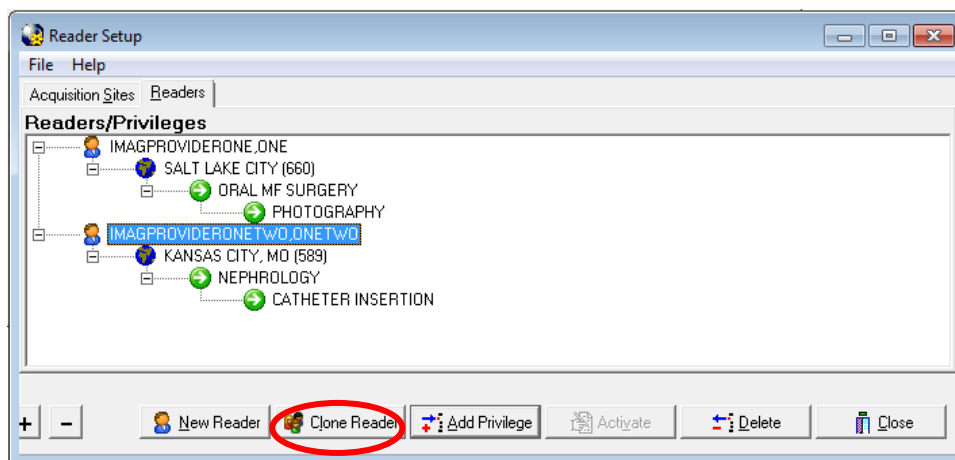 Reader Setup
File Help
Acquisition Sites Readers
Readers/Privileges
IMAGPROVIDERONE,ONE
SALT LAKE CITY (660)
ORAL MF SURGERY
PHOTOGRAPHY
IMAGPROVIDERONETWO,ONETWO
KANSAS CITY, MO (589)
NEPHROLOGY
CATHETER INSERTION
+ - New Reader Clone Reader Add Privilege Activate Delete Close